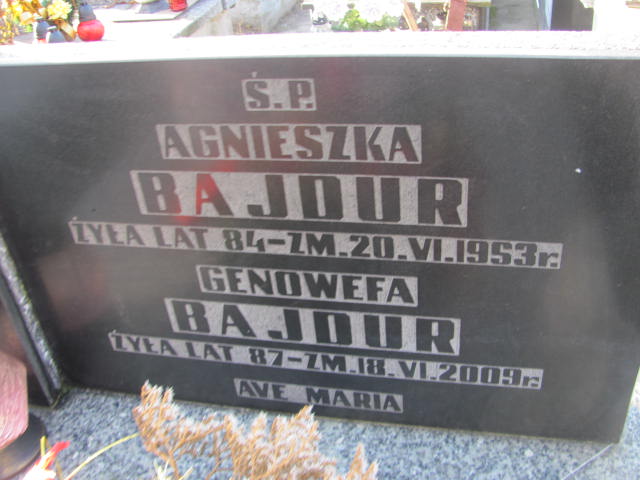 Ś.P.
AGNIESZKA
BAJDUR
ŻYŁA LAT 84-ZM.20.VI.1953r.
GENOWEFA
BAJDUR
ŻYŁA LAT 87-ZM.18.VI.2009r.
AVE MARIA